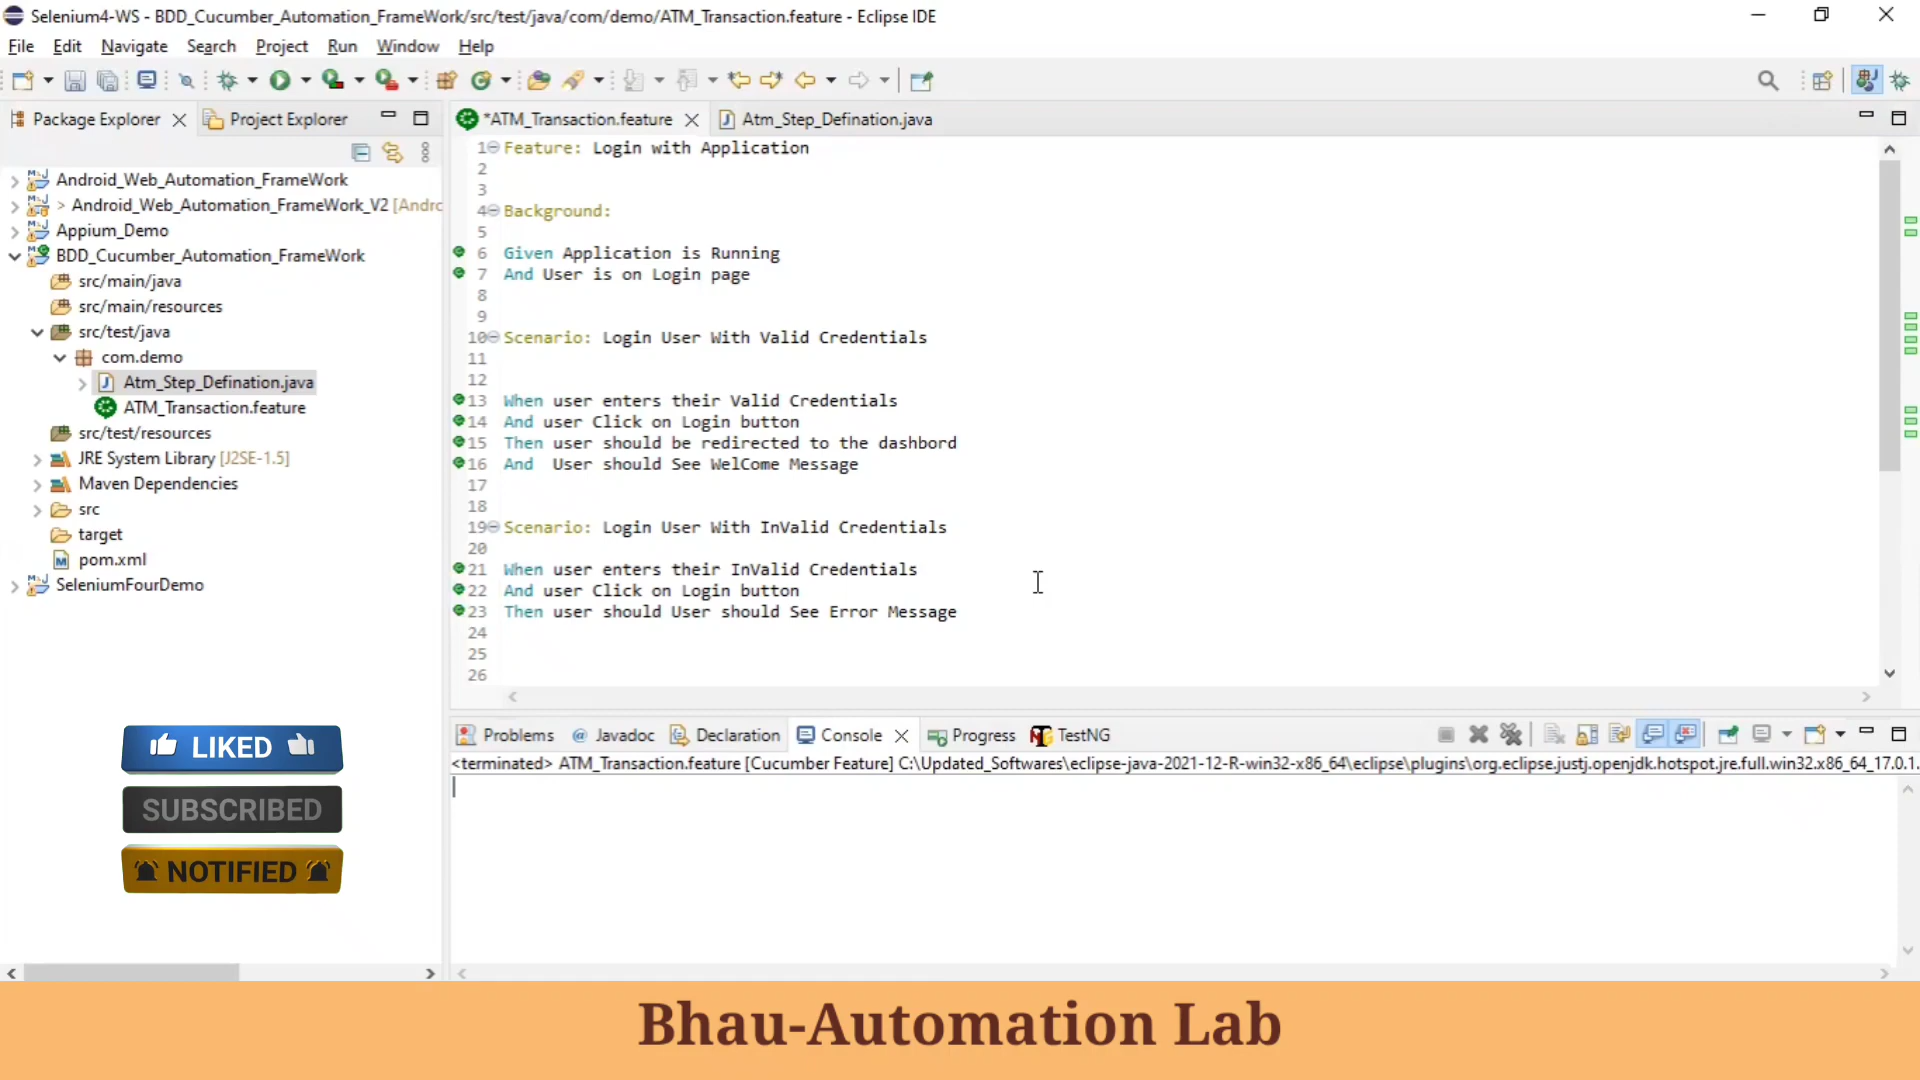 Selenium4-WS - BDD_Cucumber_Automation_FrameWork/src/test/java/com/demo/ATM_Transaction.feature - Eclipse IDE
File Edit Navigate Search Project Run Window Help
Package Explorer Project Explorer
*ATM_Transaction.feature Atm_Step_Defination.java
Android_Web_Automation_FrameWork
> Android_Web_Automation_FrameWork_V2 [Andro
Appium_Demo
BDD_Cucumber_Automation_FrameWork
src/main/java
src/main/resources
src/test/java
com.demo
Atm_Step_Defination.java
ATM_Transaction.feature
src/test/resources
JRE System Library [J2SE-1.5]
Maven Dependencies
src
target
pom.xml
SeleniumFourDemo
LIKED
SUBSCRIBED
NOTIFIED
1 Feature: Login with Application
2
3
4 Background:
5
6 Given Application is Running
7 And User is on Login page
8
9
10 Scenario: Login User With Valid Credentials
11
12
13 When user enters their Valid Credentials
14 And user Click on Login button
15 Then user should be redirected to the dashbord
16 And  User should See WelCome Message
17
18
19 Scenario: Login User With InValid Credentials
20
21 When user enters their InValid Credentials
22 And user Click on Login button
23 Then user should User should See Error Message
24
25
26
Problems Javadoc Declaration Console Progress TestNG
<terminated> ATM_Transaction.feature [Cucumber Feature] C:\Updated_Softwares\eclipse-java-2021-12-R-win32-x86_64\eclipse\plugins\org.eclipse.justj.openjdk.hotspot.jre.full.win32.x86_64_17.0.1.
Bhau-Automation Lab